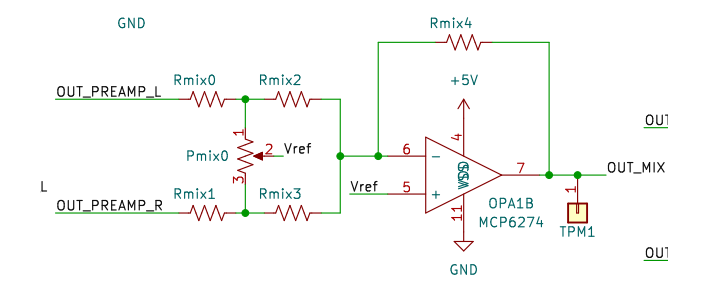 GND
Rmix4
OUT_PREAMP_L
Rmix0
Rmix2
+5V
OUT
1
4
Pmix0
2
Vref
6
−
VDD
VSS
7
OUT_MIX
3
L
Vref
5
+
1
OUT_PREAMP_R
Rmix1
Rmix3
11
OPA1B
MCP6274
TPM1
OUT
GND